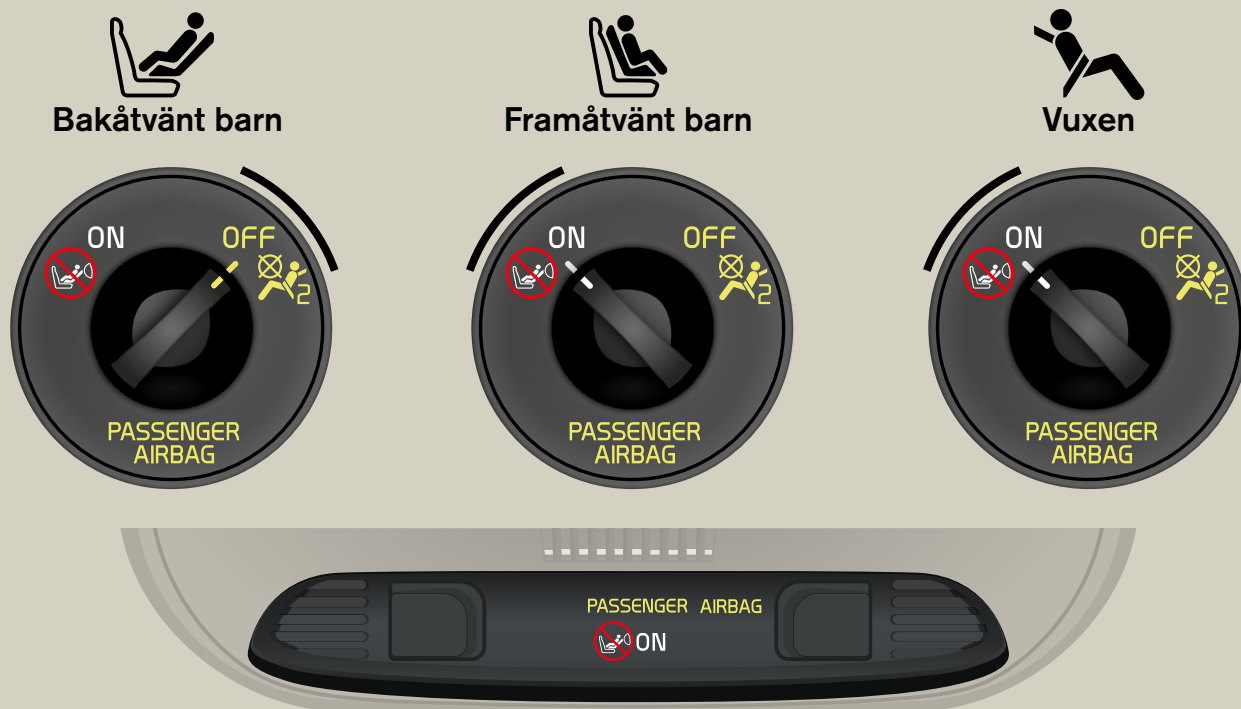 Bakåtvänt barn
Framåtvänt barn
Vuxen
ON OFF
2
PASSENGER
AIRBAG
ON OFF
2
PASSENGER
AIRBAG
ON OFF
2
PASSENGER
AIRBAG
PASSENGER AIRBAG
ON